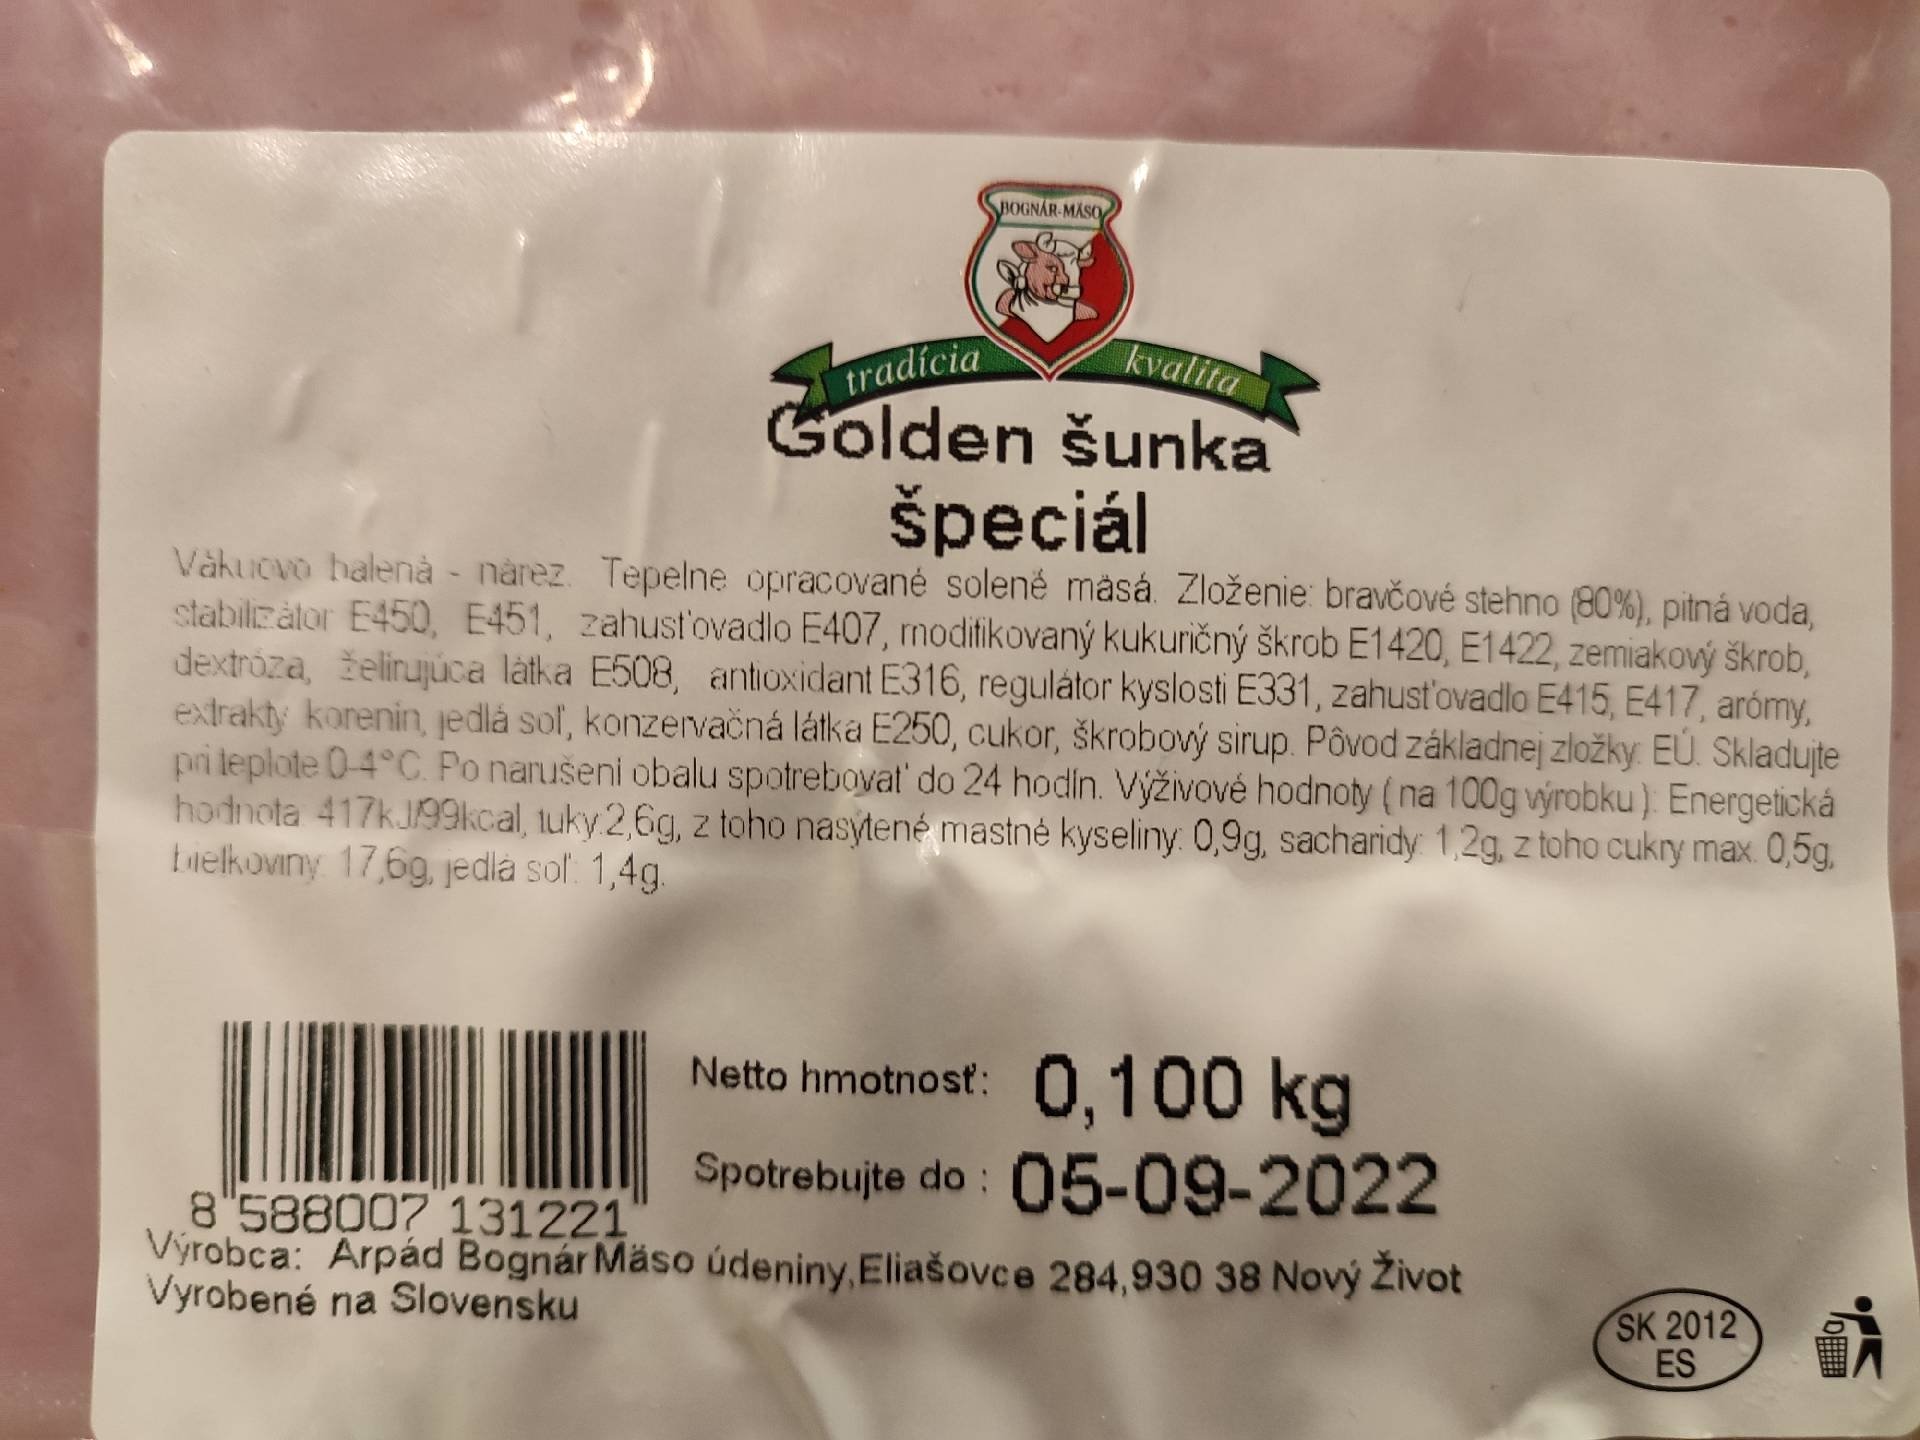 BOGNÁR-MÄSO
tradícia kvalita
Golden šunka
špeciál
Vákuovo balená - nárez. Tepelne opracované solené mäsá. Zloženie: bravčové stehno (80%), pitná voda,
stabilizátor E450, E451, zahusťovadlo E407, modifikovaný kukuričný škrob E1420, E1422, zemiakový škrob,
dextróza, želírujúca látka E508, antioxidant E316, regulátor kyslosti E331, zahusťovadlo E415, E417, arómy,
extrakty korenín, jedlá soľ, konzervačná látka E250, cukor, škrobový sirup. Pôvod základnej zložky: EÚ. Skladujte
pri teplote 0-4°C. Po narušení obalu spotrebovať do 24 hodín. Výživové hodnoty ( na 100g výrobku ): Energetická
hodnota 417kJ/99kcal, tuky:2,6g, z toho nasýtené mastné kyseliny: 0,9g, sacharidy: 1,2g, z toho cukry max. 0,5g,
bielkoviny: 17,6g, jedlá soľ: 1,4g.
Netto hmotnosť: 0,100 kg
Spotrebujte do : 05-09-2022
8 588007 131221
Výrobca: Arpád Bognár Mäso údeniny,Eliašovce 284,930 38 Nový Život
Vyrobené na Slovensku
SK 2012
ES